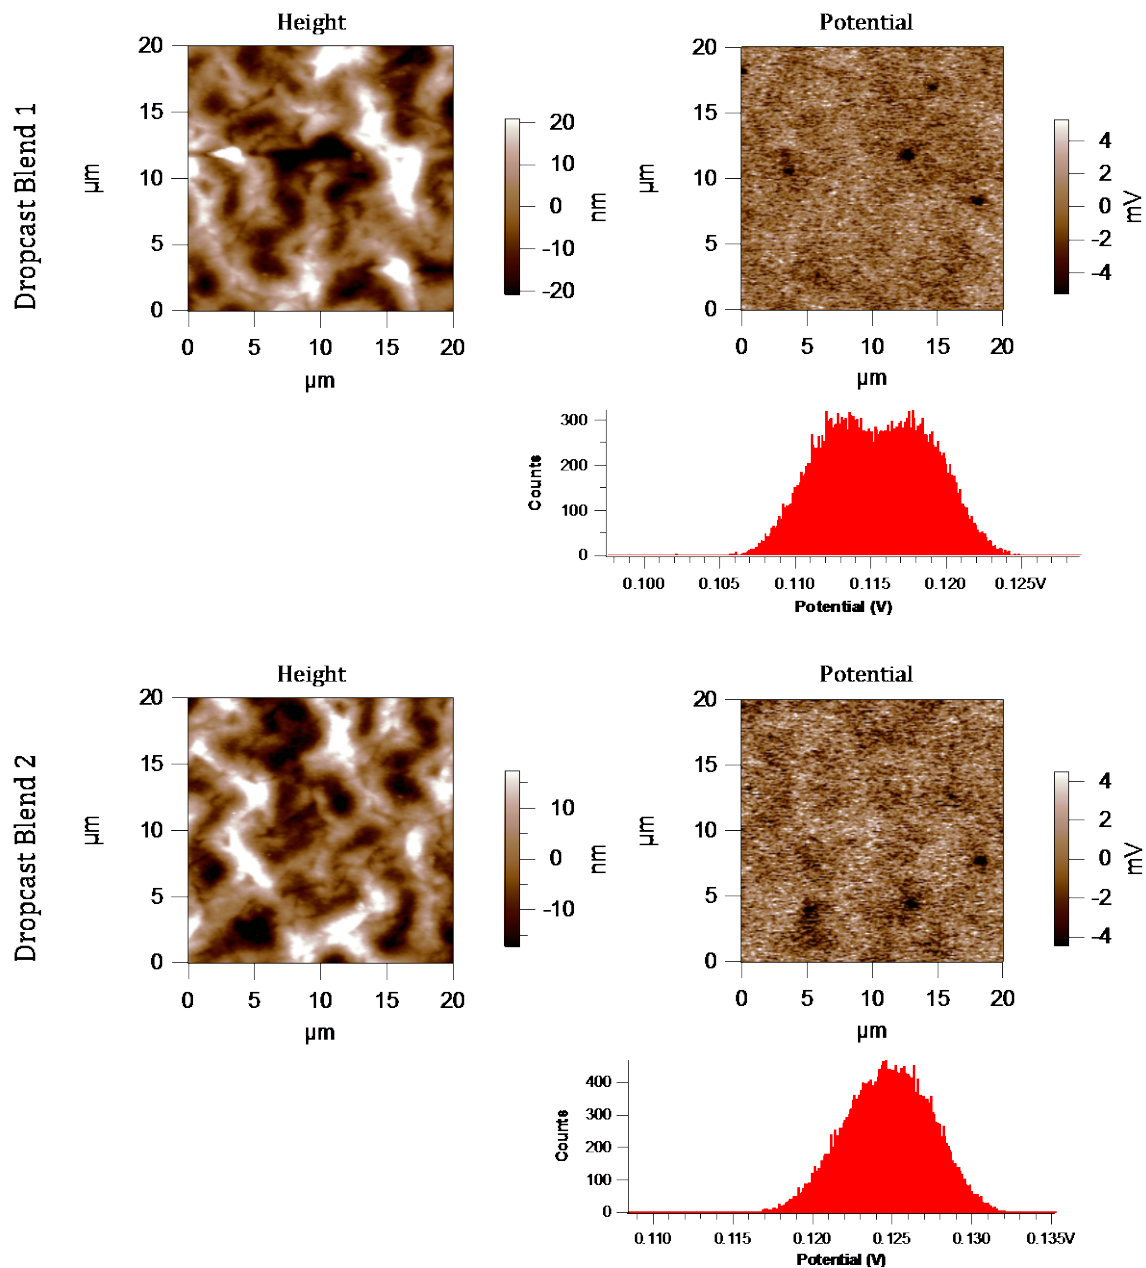 Height
Potential
Dropcast Blend 1
20
15
10
5
0
µm
0 5 10 15 20
µm
20
10
0
-10
-20
nm
20
15
10
5
0
µm
0 5 10 15 20
µm
4
2
0
-2
-4
mV
300
200
100
0
Counts
0.100 0.105 0.110 0.115 0.120 0.125V
Potential (V)
Height
Potential
Dropcast Blend 2
20
15
10
5
0
µm
0 5 10 15 20
µm
10
0
-10
nm
20
15
10
5
0
µm
0 5 10 15 20
µm
4
2
0
-2
-4
mV
400
300
200
100
0
Counts
0.110 0.115 0.120 0.125 0.130 0.135V
Potential (V)